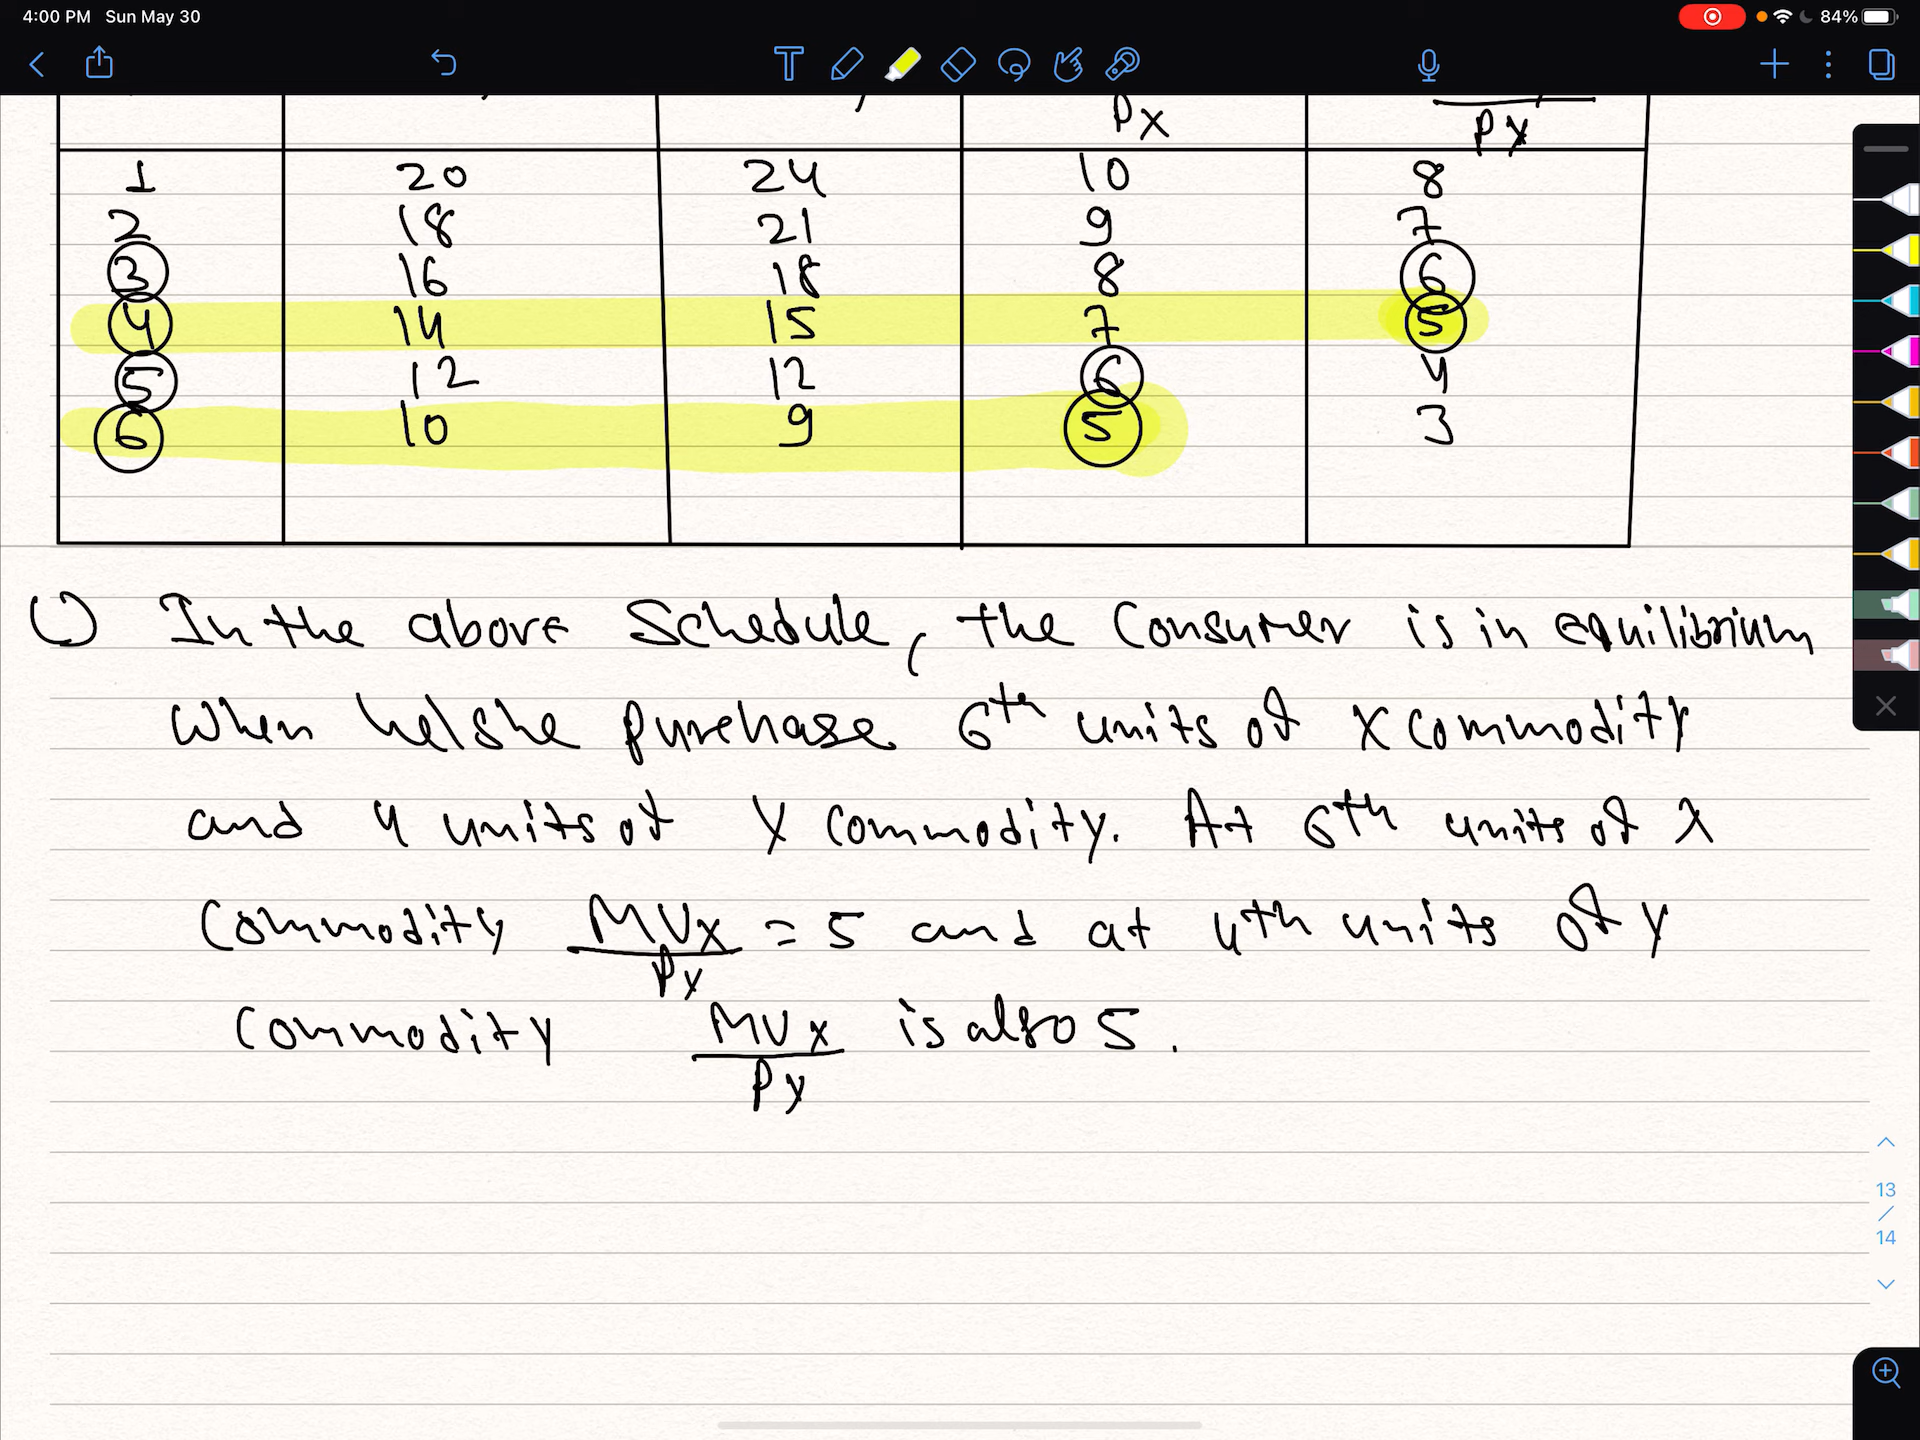 4:00 PM Sun May 30 84%
Px Py
1 20 24 10 8
2 18 21 9 7
3 16 18 8 6
4 14 15 7 5
5 12 12 6 4
6 10 9 5 3
In the above Schedule, the Consumer is in equilibrium
When he/she purchase 6th units of X Commodity
and 4 units of Y Commodity. At 6th units of X
Commodity MUx/Px = 5 and at 4th units of Y
Commodity MUx/Py is also 5.
13
/
14